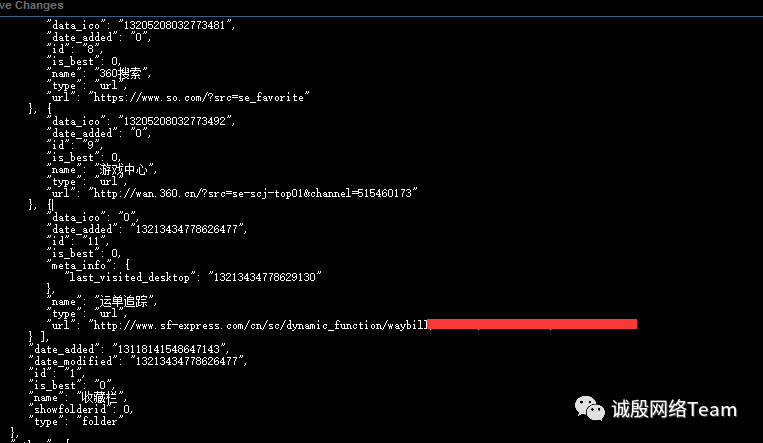 ve Changes
"data_ico": "13205208032773481",
"date_added": "0",
"id": "8",
"is_best": 0,
"name": "360搜索",
"type": "url",
"url": "https://www.so.com/?src=se_favorite"
}, {
"data_ico": "13205208032773492",
"date_added": "0",
"id": "9",
"is_best": 0,
"name": "游戏中心",
"type": "url",
"url": "http://wan.360.cn/?src=se-scj-top01&channel=515460173"
}, {
"data_ico": "0",
"date_added": "13213434778626477",
"id": "11",
"is_best": 0,
"meta_info": {
"last_visited_desktop": "13213434778629130"
},
"name": "运单追踪",
"type": "url",
"url": "http://www.sf-express.com/cn/sc/dynamic_function/waybill
} ],
"date_added": "13118141548647143",
"date_modified": "13213434778626477",
"id": "1",
"is_best": "0",
"name": "收藏栏",
"showfolderid": 0,
"type": "folder"
},
诚殷网络Team